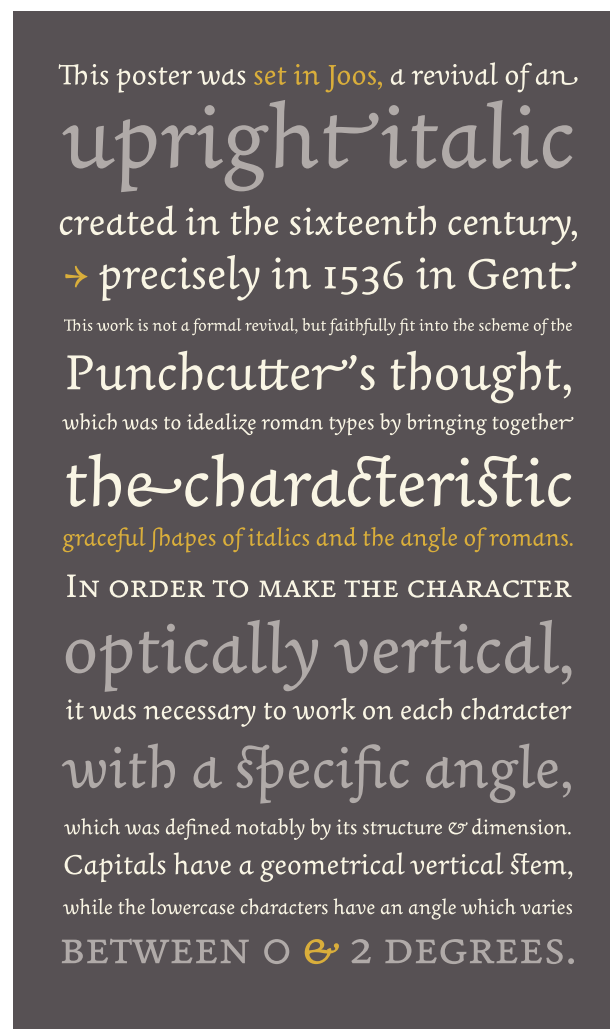 This poster was set in Joos, a revival of an
upright italic
created in the sixteenth century,
→ precisely in 1536 in Gent.
This work is not a formal revival, but faithfully fit into the scheme of the
Punchcutter’s thought,
which was to idealize roman types by bringing together
the characteristic
graceful shapes of italics and the angle of romans.
In order to make the character
optically vertical,
it was necessary to work on each character
with a specific angle,
which was defined notably by its structure & dimension.
Capitals have a geometrical vertical stem,
while the lowercase characters have an angle which varies
BETWEEN 0 & 2 DEGREES.